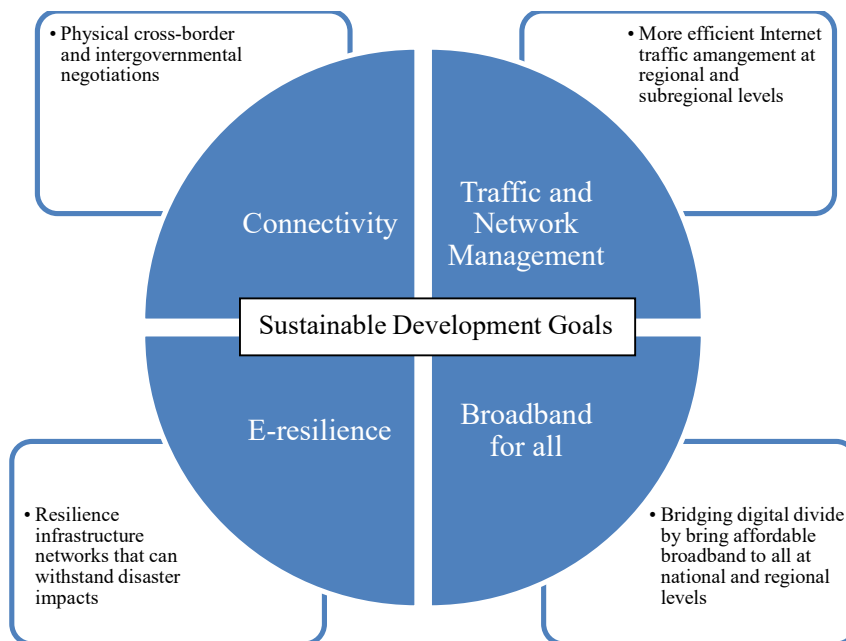 • Physical cross-border
and intergovernmental
negotiations
• More efficient Internet
traffic amangement at
regional and
subregional levels
Connectivity
Traffic and
Network
Management
Sustainable Development Goals
E-resilience
Broadband
for all
• Resilience
infrastructure
networks that can
withstand disaster
impacts
• Bridging digital divide
by bring affordable
broadband to all at
national and regional
levels